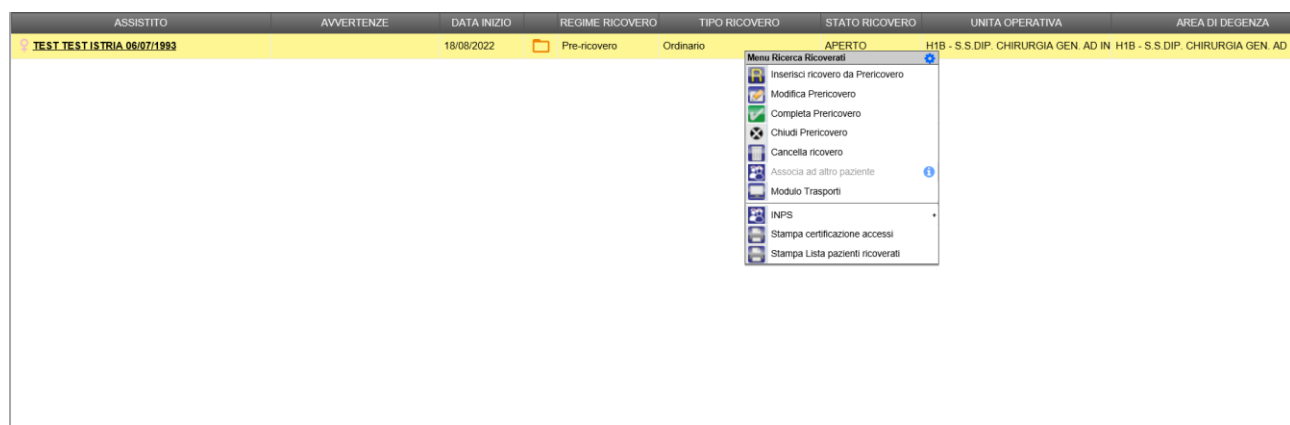 ASSISTITO AVVERTENZE DATA INIZIO REGIME RICOVERO TIPO RICOVERO STATO RICOVERO UNITA OPERATIVA AREA DI DEGENZA
TEST TEST ISTRIA 06/07/1993 18/08/2022 Pre-ricovero Ordinario APERTO H1B - S.S.DIP. CHIRURGIA GEN. AD IN H1B - S.S.DIP. CHIRURGIA GEN. AD
Menu Ricerca Ricoverati
Inserisci ricovero da Prericovero
Modifica Prericovero
Completa Prericovero
Chiudi Prericovero
Cancella ricovero
Associa ad altro paziente
Modulo Trasporti
INPS
Stampa certificazione accessi
Stampa Lista pazienti ricoverati